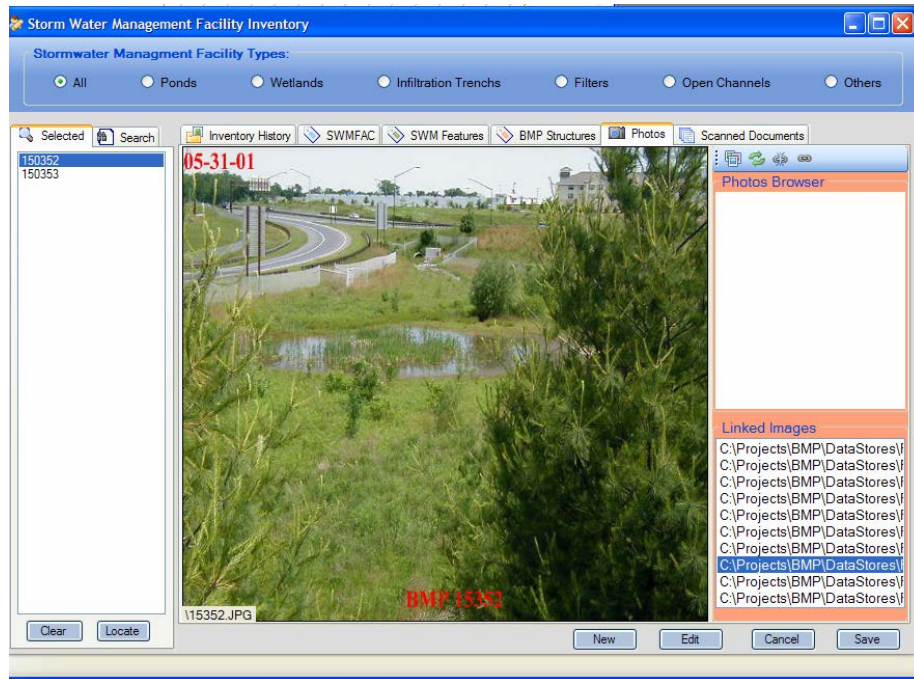 Storm Water Management Facility Inventory
Stormwater Managment Facility Types:
All Ponds Wetlands Infiltration Trenchs Filters Open Channels Others
Selected Search Inventory History SWMFAC SWM Features BMP Structures Photos Scanned Documents
150352
150353
05-31-01
Photos Browser
Linked Images
C:\Projects\BMP\DataStores\F
C:\Projects\BMP\DataStores\F
C:\Projects\BMP\DataStores\F
C:\Projects\BMP\DataStores\F
C:\Projects\BMP\DataStores\F
C:\Projects\BMP\DataStores\F
C:\Projects\BMP\DataStores\F
C:\Projects\BMP\DataStores\F
C:\Projects\BMP\DataStores\F
C:\Projects\BMP\DataStores\F
BMP 15352
\15352.JPG
Clear Locate
New Edit Cancel Save